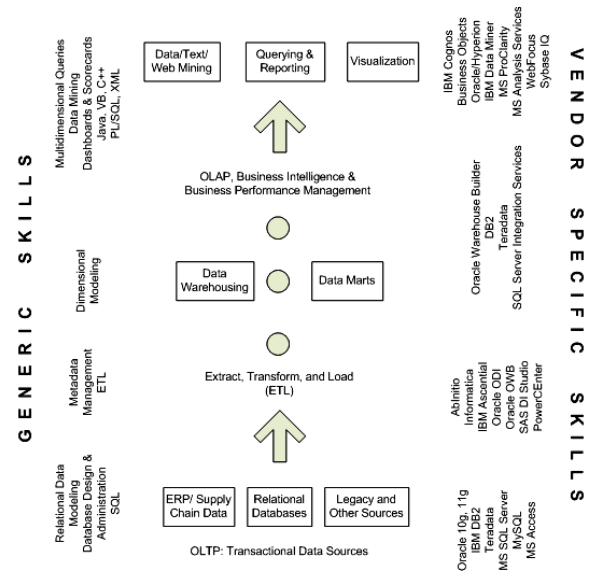 Data/Text/
Web Mining
Querying &
Reporting
Visualization
OLAP, Business Intelligence &
Business Performance Management
Data
Warehousing
Data Marts
Extract, Transform, and Load
(ETL)
ERP/ Supply
Chain Data
Relational
Databases
Legacy and
Other Sources
OLTP: Transactional Data Sources
GENERIC SKILLS
Multidimensional Queries
Data Mining
Dashboards & Scorecards
Java, VB, C++
PL/SQL, XML
Dimensional
Modeling
Metadata
Management
ETL
Relational Data
Modeling
Database Design &
Administration
SQL
VENDOR SPECIFIC SKILLS
IBM Cognos
Business Objects
Oracle/Hyperion
IBM Data Miner
MS ProClarity
MS Analysis Services
WebFocus
Sybase IQ
Oracle Warehouse Builder
DB2
Teradata
SQL Server Integration Services
AbInitio
Informatica
IBM Ascential
Oracle ODI
Oracle OWB
SAS DI Studio
PowerCEnter
Oracle 10g, 11g
IBM DB2
Teradata
MS SQL Server
MySQL
MS Access